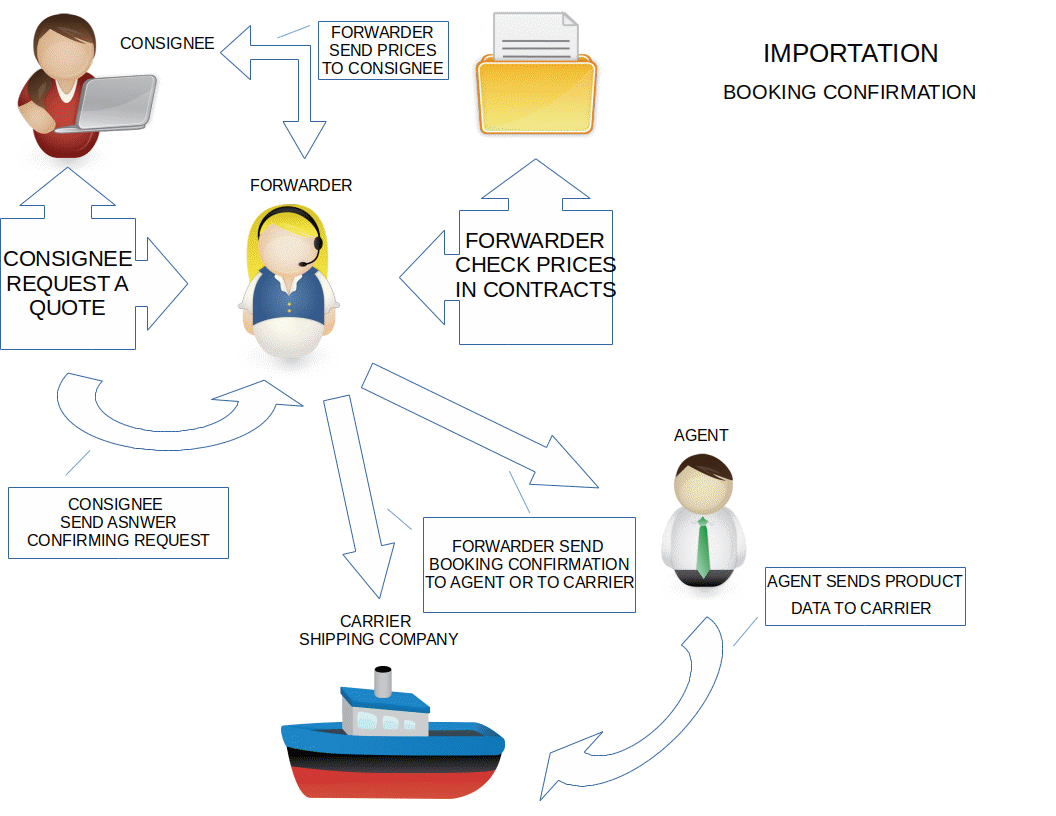 CONSIGNEE
FORWARDER
SEND PRICES
TO CONSIGNEE
IMPORTATION
BOOKING CONFIRMATION
FORWARDER
CONSIGNEE
REQUEST A
QUOTE
FORWARDER
CHECK PRICES
IN CONTRACTS
AGENT
CONSIGNEE
SEND ASNWER
CONFIRMING REQUEST
FORWARDER SEND
BOOKING CONFIRMATION
TO AGENT OR TO CARRIER
AGENT SENDS PRODUCT
DATA TO CARRIER
CARRIER
SHIPPING COMPANY